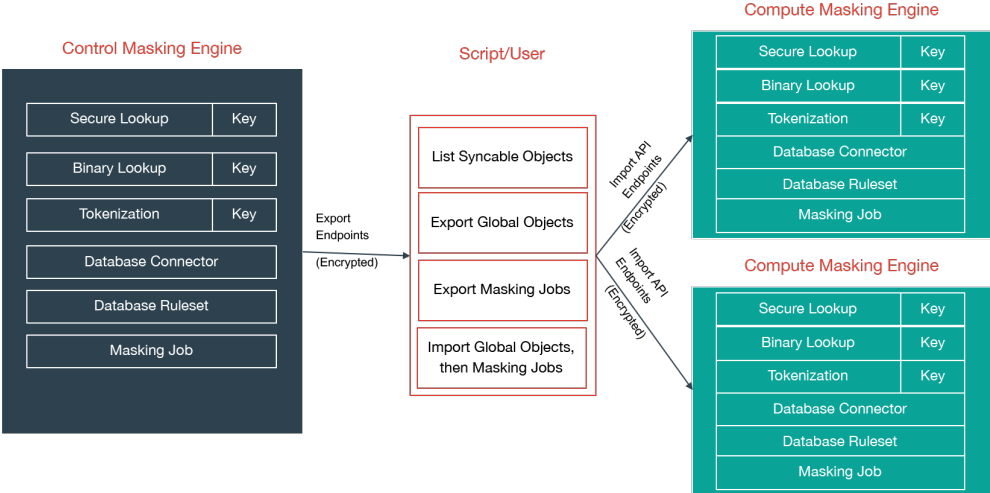 Control Masking Engine
Secure Lookup Key
Binary Lookup Key
Tokenization Key
Database Connector
Database Ruleset
Masking Job
Export
Endpoints
(Encrypted)
Script/User
List Syncable Objects
Export Global Objects
Export Masking Jobs
Import Global Objects,
then Masking Jobs
Import API
Endpoints
(Encrypted)
Import API
Endpoints
(Encrypted)
Compute Masking Engine
Secure Lookup Key
Binary Lookup Key
Tokenization Key
Database Connector
Database Ruleset
Masking Job
Compute Masking Engine
Secure Lookup Key
Binary Lookup Key
Tokenization Key
Database Connector
Database Ruleset
Masking Job